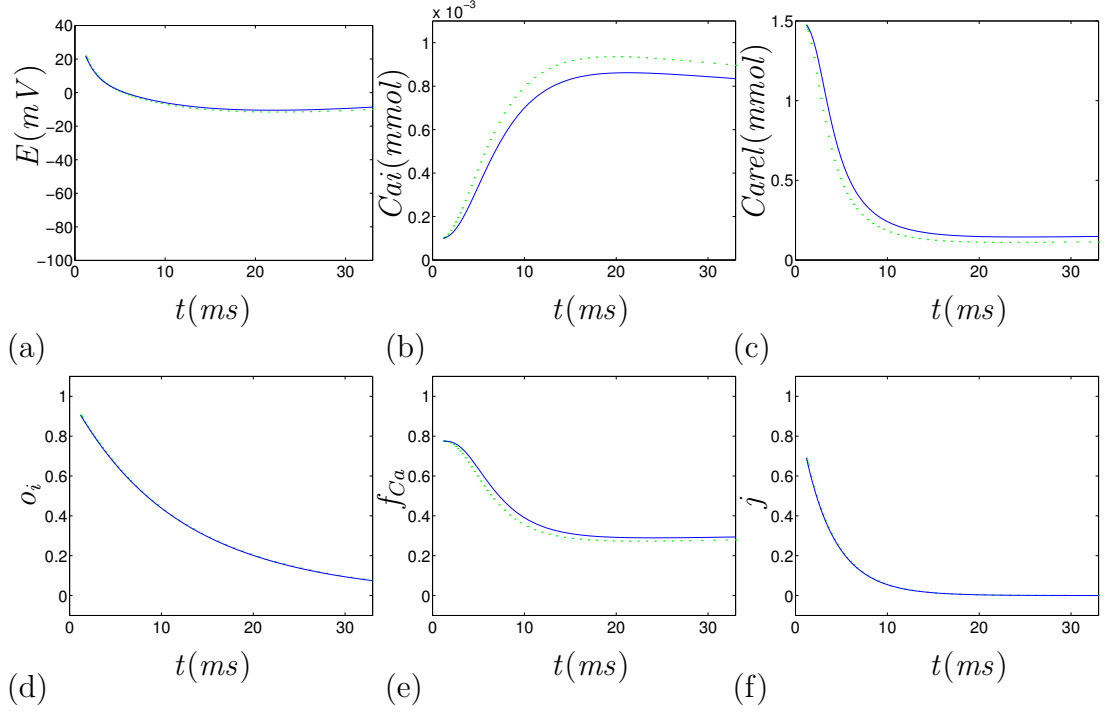 x 10⁻³
40
20
0
−20
−40
−60
−80
−100
E(mV)
0 10 20 30
t(ms)
(a)
1
0.8
0.6
0.4
0.2
0
Cai(mmol)
0 10 20 30
t(ms)
(b)
1.5
1
0.5
0
Carel(mmol)
0 10 20 30
t(ms)
(c)
1
0.8
0.6
0.4
0.2
0
o_i
0 10 20 30
t(ms)
(d)
1
0.8
0.6
0.4
0.2
0
f_{Ca}
0 10 20 30
t(ms)
(e)
1
0.8
0.6
0.4
0.2
0
j
0 10 20 30
t(ms)
(f)